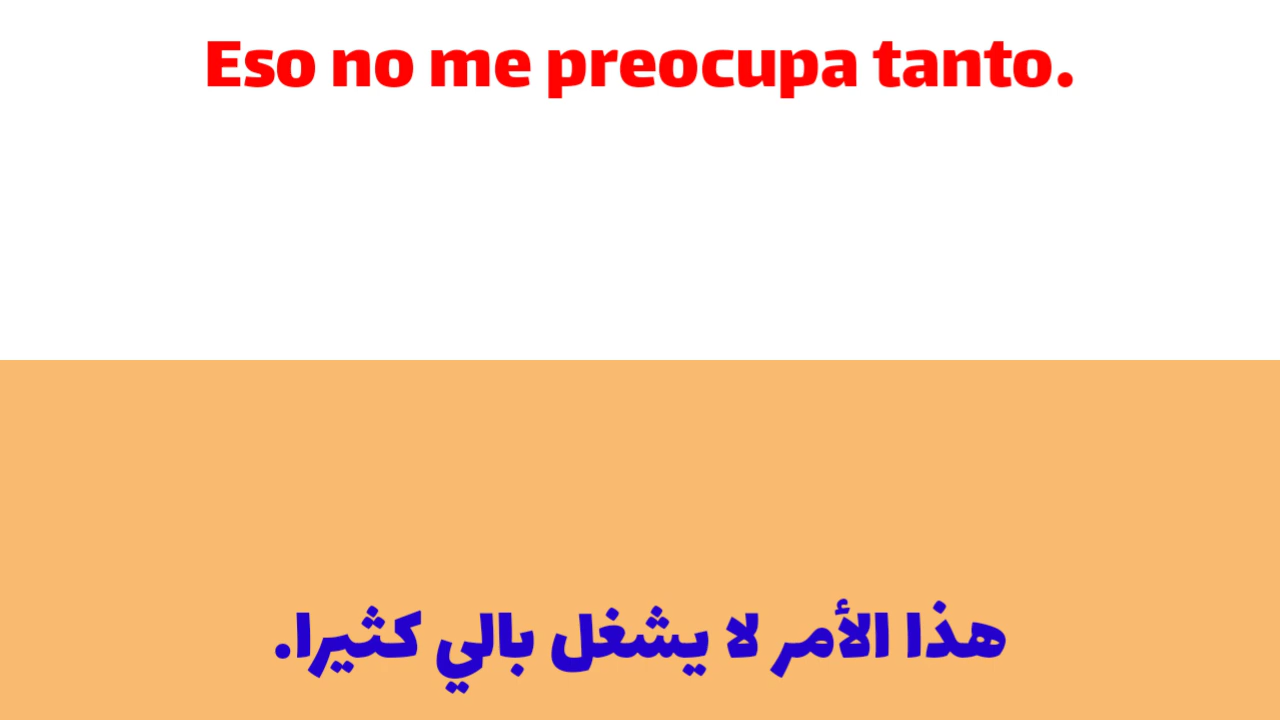 Eso no me preocupa tanto.
هذا الأمر لا يشغل بالي كثيرا.